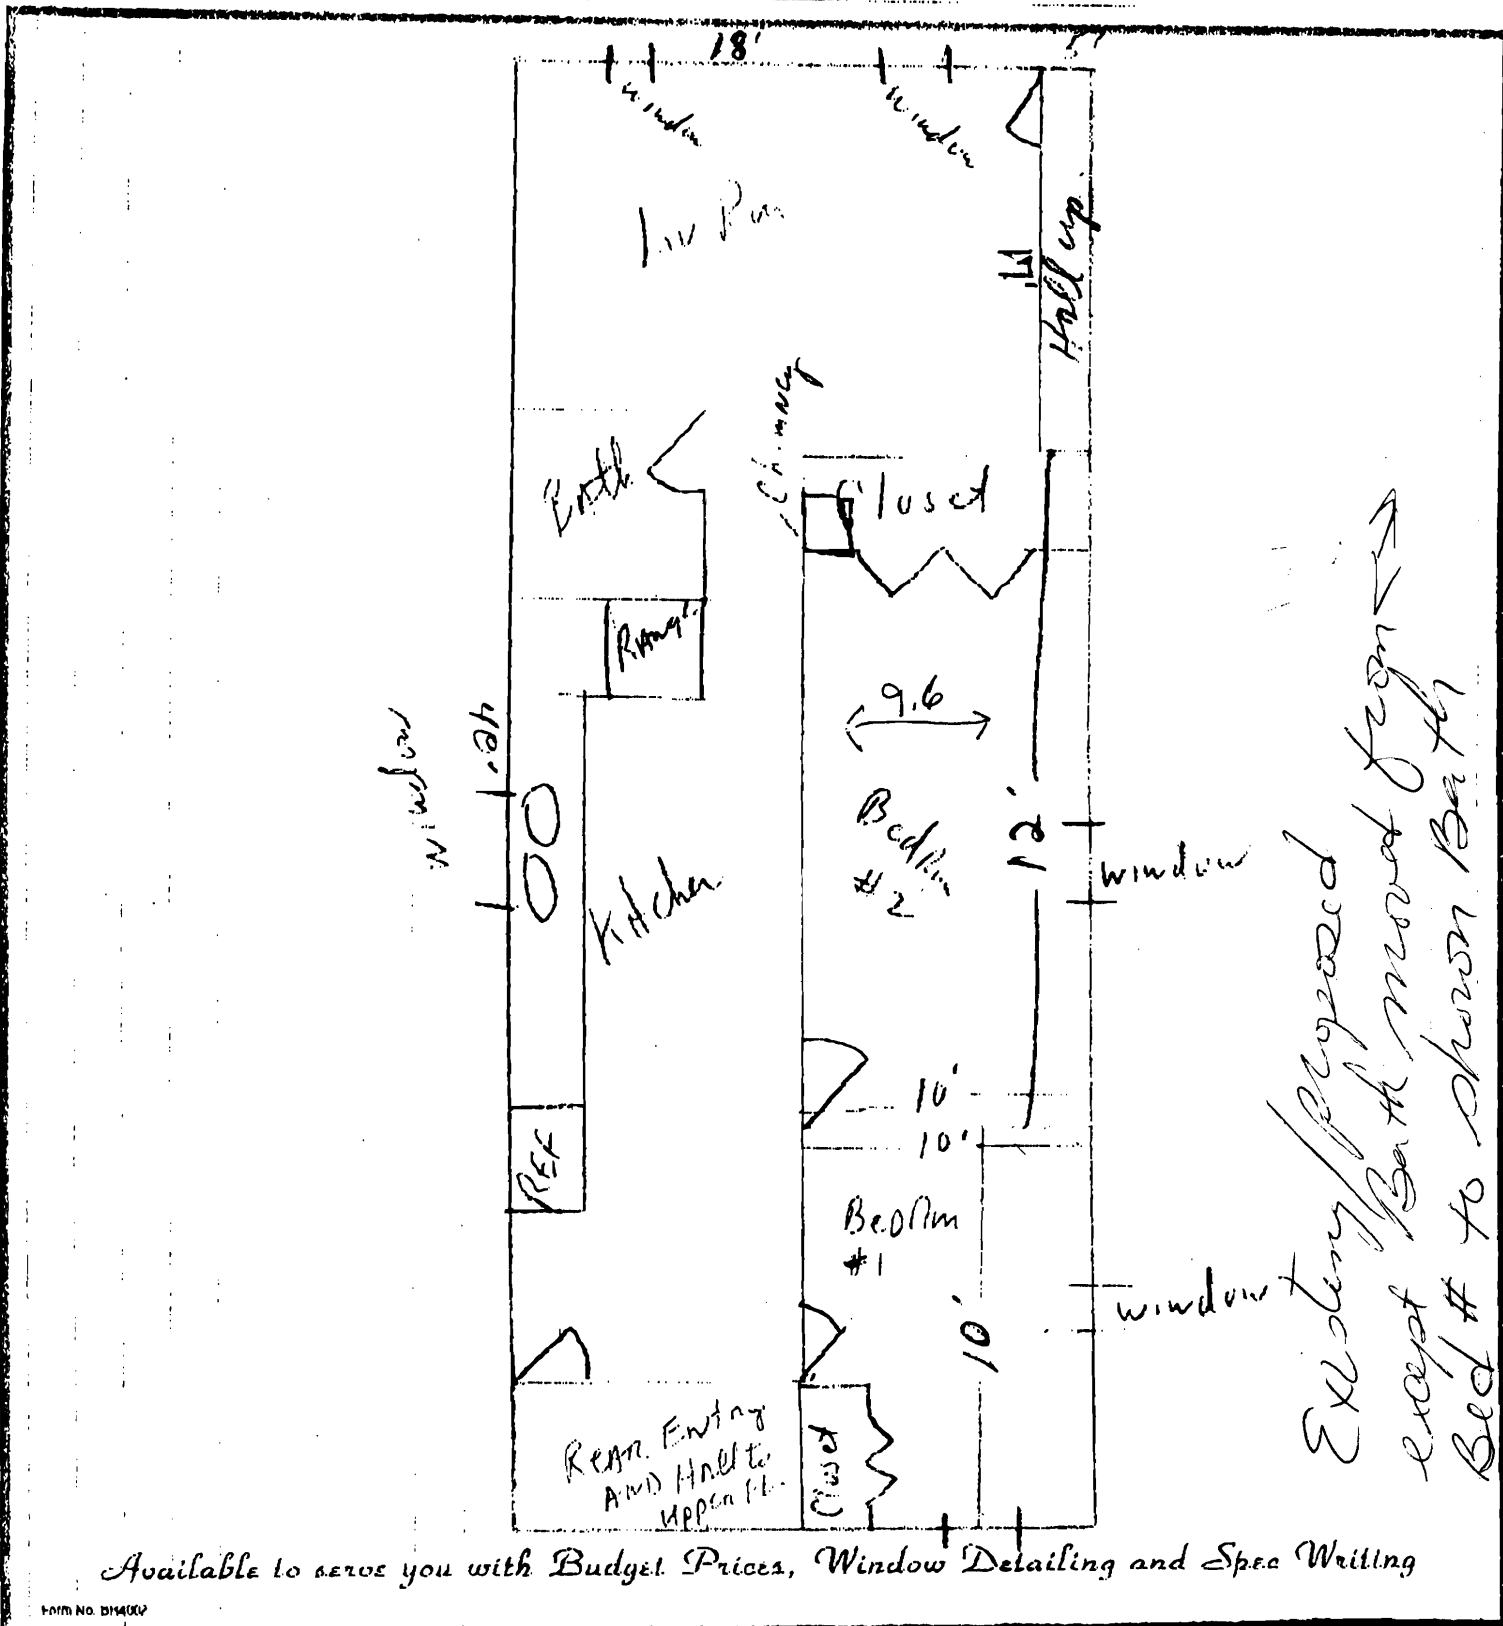 18'
5'
window
window
Liv Rm
Hall up
Chimney
Bath
Closet
Range
9.6
window
BedRm
#2
12'
window
Kitchen
10'
10'
REF
BedRm
#1
10'
window
Rear Entry
AND Hall to
Upper Fl.
Closet
Existing/proposed
except Bath moved from
Bed # to shown Bath
Available to serve you with Budget Prices, Window Detailing and Spec Writing
Form No. BM4002